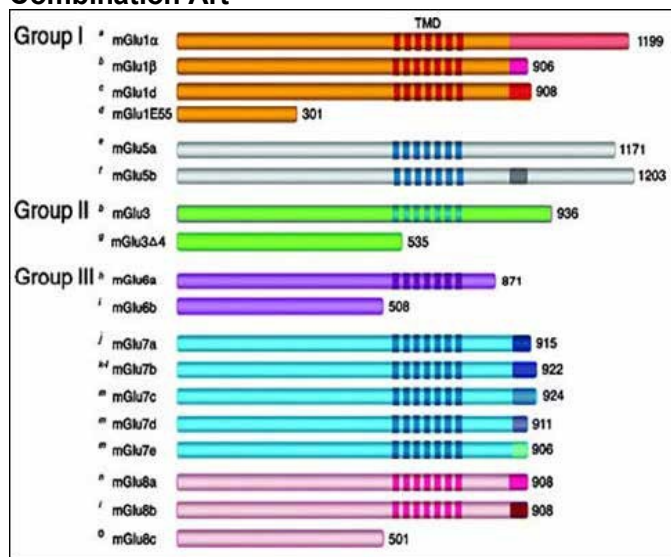 Combination Art
TMD
Group I a mGlu1α 1199
b mGlu1β 906
c mGlu1d 908
d mGlu1E55 301
e mGlu5a 1171
f mGlu5b 1203
Group II b mGlu3 936
g mGlu3Δ4 535
Group III h mGlu6a 871
i mGlu6b 508
j mGlu7a 915
k-l mGlu7b 922
m mGlu7c 924
m mGlu7d 911
m mGlu7e 906
n mGlu8a 908
i mGlu8b 908
o mGlu8c 501